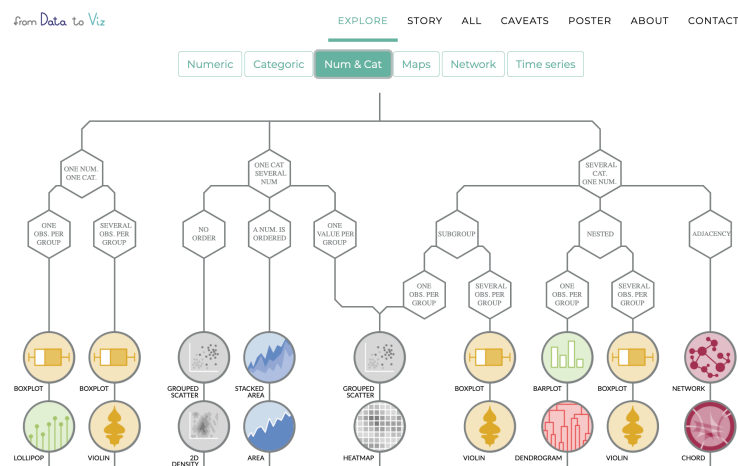 from Data to Viz
EXPLORE STORY ALL CAVEATS POSTER ABOUT CONTACT
Numeric Categoric Num & Cat Maps Network Time series
ONE NUM.
ONE CAT.
ONE CAT
SEVERAL
NUM
SEVERAL
CAT.
ONE NUM.
ONE
OBS. PER
GROUP
SEVERAL
OBS. PER
GROUP
NO
ORDER
A NUM. IS
ORDERED
ONE
VALUE PER
GROUP
SUBGROUP
NESTED
ADJACENCY
ONE
OBS. PER
GROUP
SEVERAL
OBS. PER
GROUP
ONE
OBS. PER
GROUP
SEVERAL
OBS. PER
GROUP
BOXPLOT
BOXPLOT
GROUPED
SCATTER
STACKED
AREA
GROUPED
SCATTER
BOXPLOT
BARPLOT
BOXPLOT
NETWORK
LOLLIPOP
VIOLIN
2D
DENSITY
AREA
HEATMAP
VIOLIN
DENDROGRAM
VIOLIN
CHORD